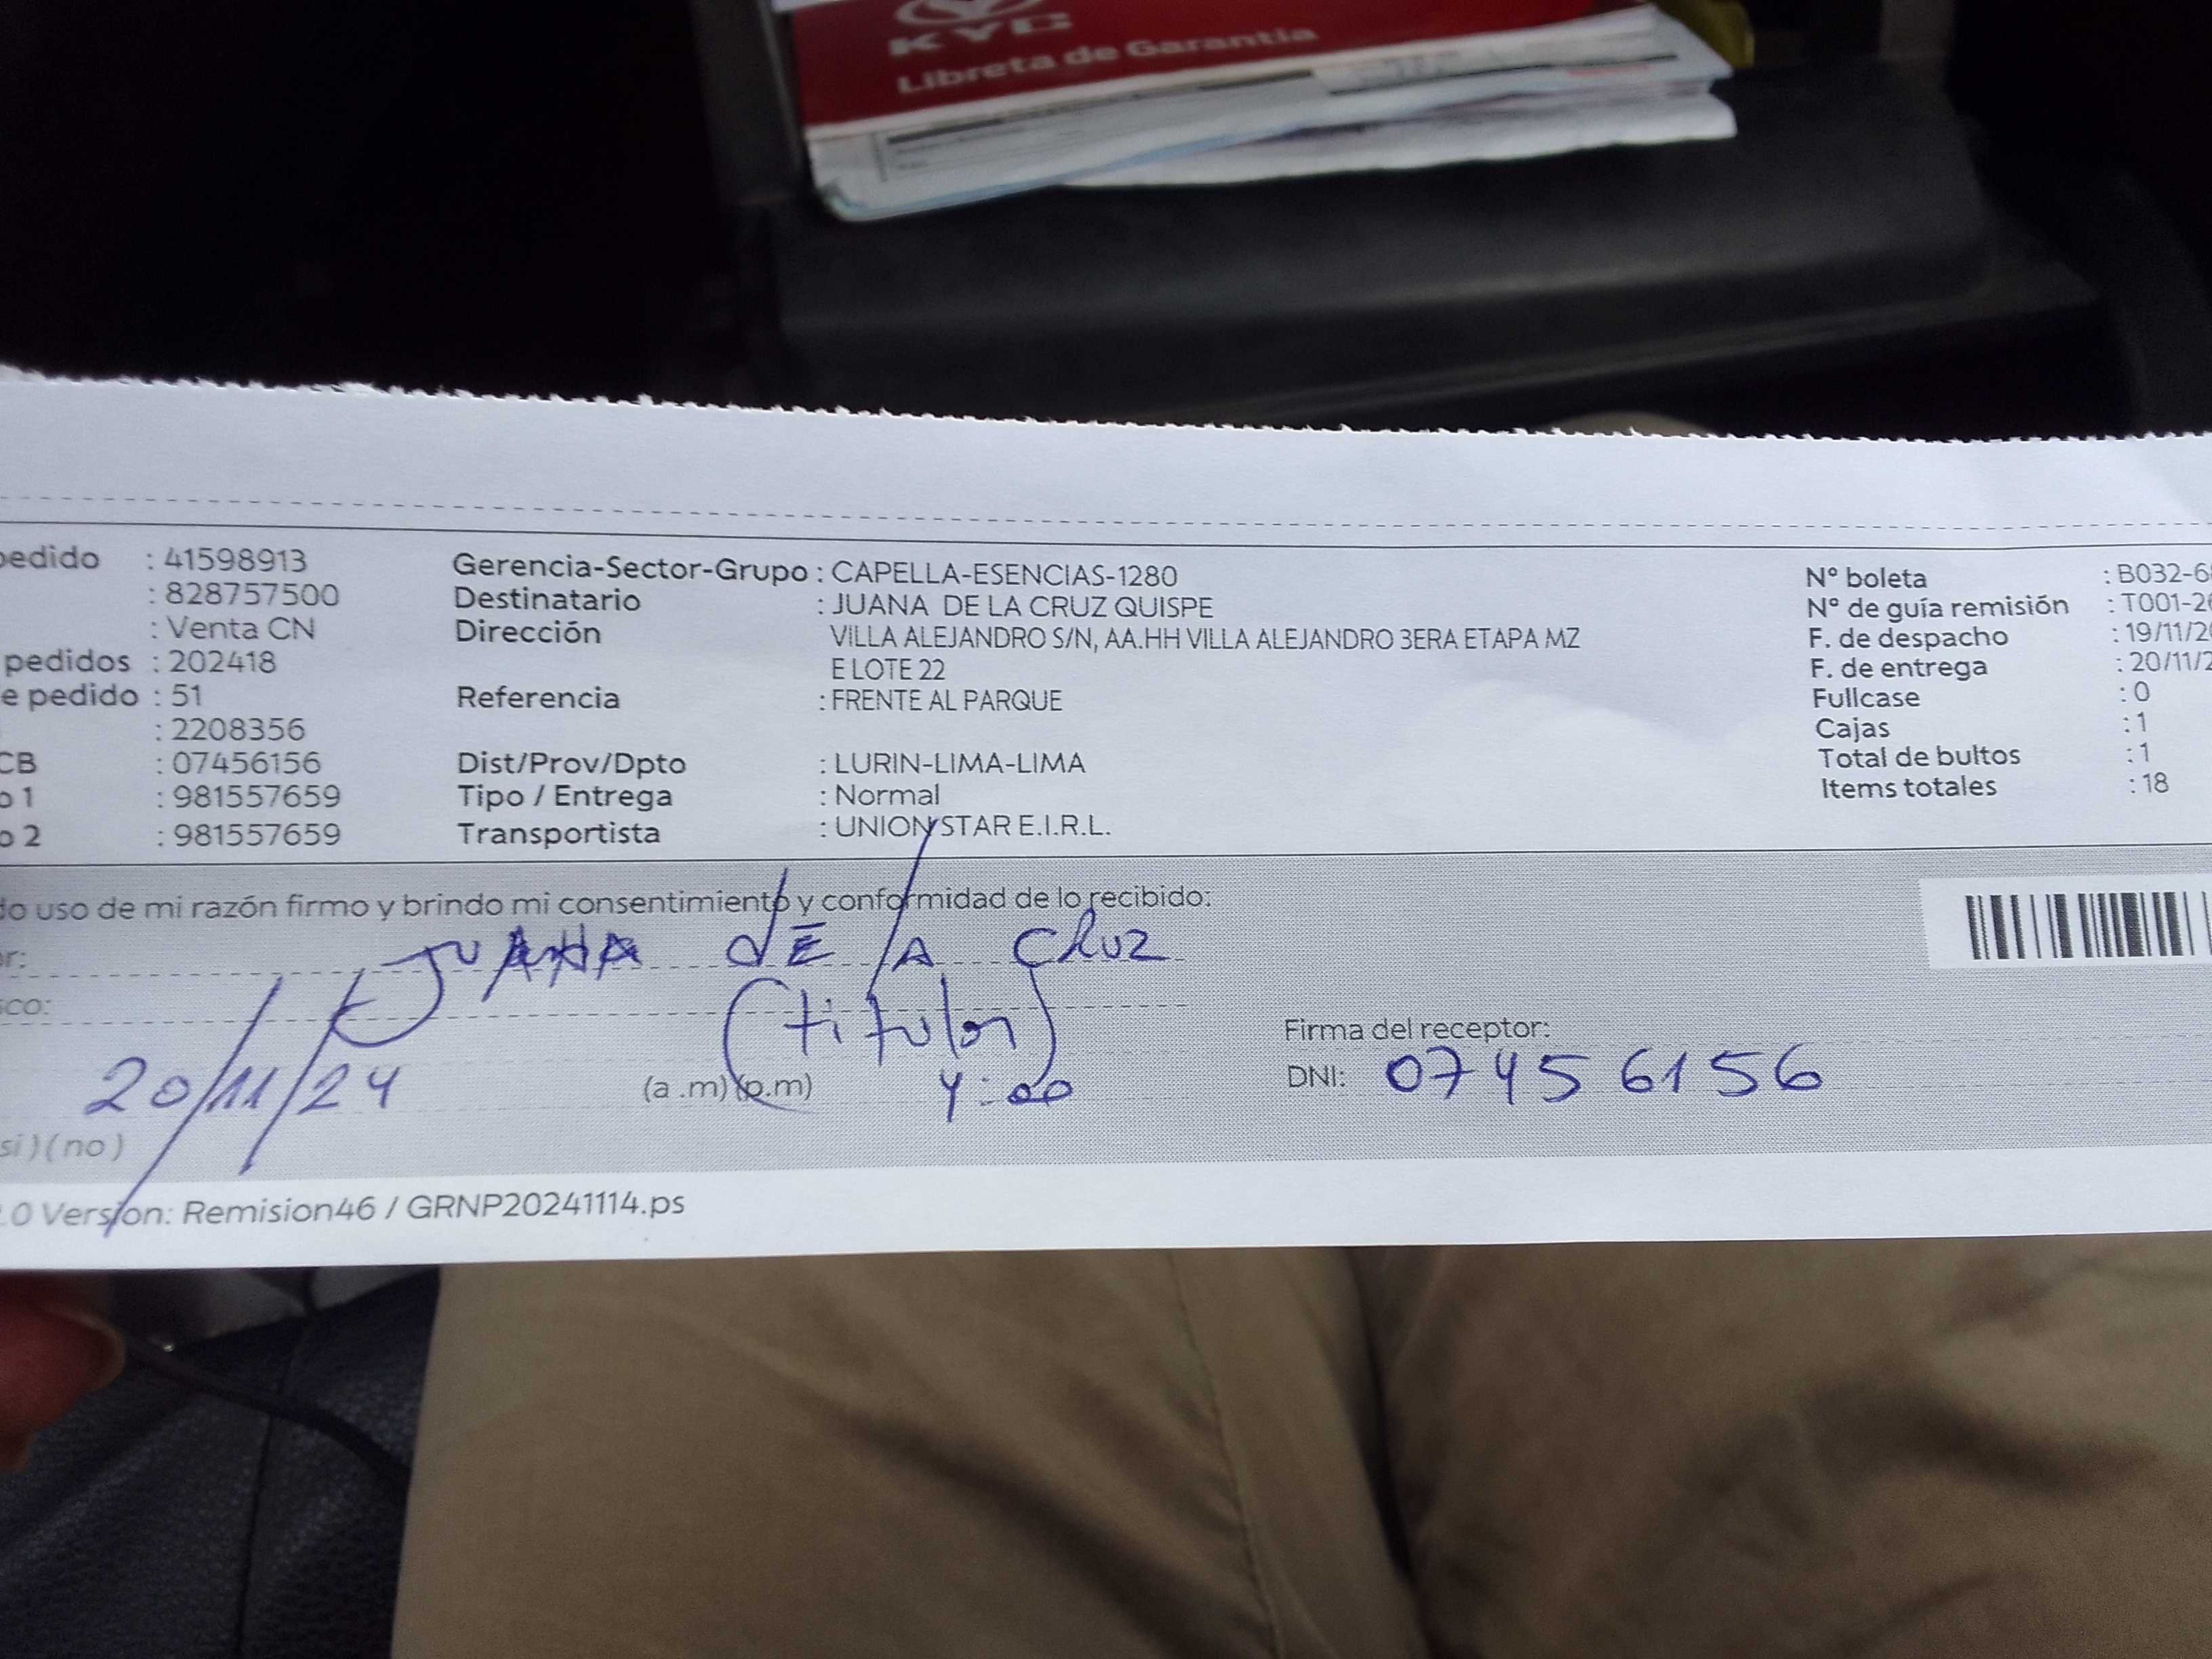 KYC
Libreta de Garantia
pedido : 41598913
: 828757500
: Venta CN
pedidos : 202418
e pedido : 51
: 2208356
CB : 07456156
o 1 : 981557659
o 2 : 981557659
Gerencia-Sector-Grupo : CAPELLA-ESENCIAS-1280
Destinatario : JUANA DE LA CRUZ QUISPE
Dirección VILLA ALEJANDRO S/N, AA.HH VILLA ALEJANDRO 3ERA ETAPA MZ
E LOTE 22
Referencia : FRENTE AL PARQUE
Dist/Prov/Dpto : LURIN-LIMA-LIMA
Tipo / Entrega : Normal
Transportista : UNION STAR E.I.R.L.
N° boleta : B032-6
N° de guía remisión : T001-2
F. de despacho : 19/11/2
F. de entrega : 20/11/2
Fullcase : 0
Cajas : 1
Total de bultos : 1
Items totales : 18
do uso de mi razón firmo y brindo mi consentimiento y conformidad de lo recibido:
r: JUANA dE lA CRUZ
sco: (titular)
Firma del receptor:
20/11/24 (a .m) (p.m) 4:00 DNI: 07456156
si ) ( no )
.0 Version: Remision46 / GRNP20241114.ps